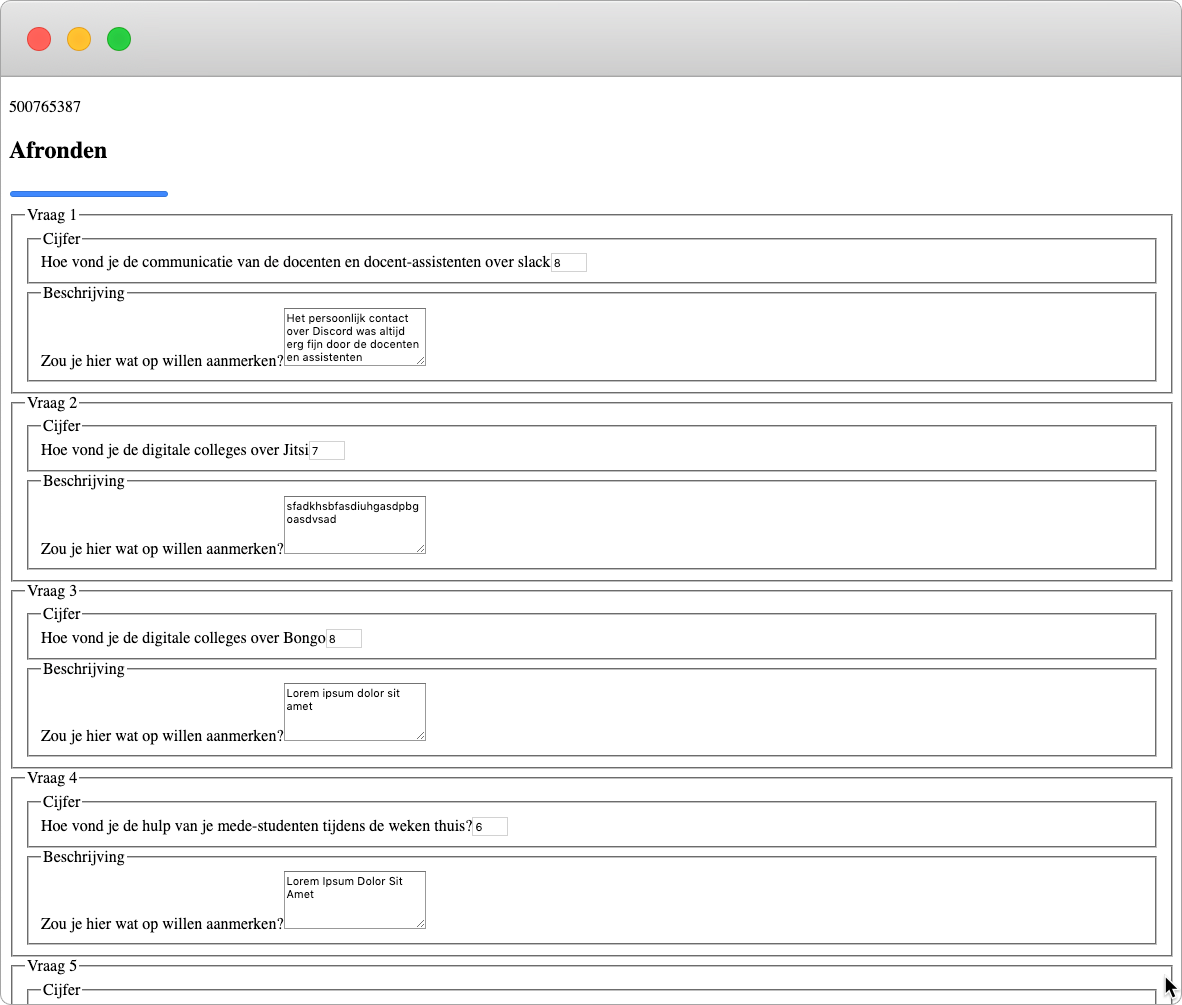 500765387
Afronden
Vraag 1
Cijfer
Hoe vond je de communicatie van de docenten en docent-assistenten over slack 8
Beschrijving
Zou je hier wat op willen aanmerken?
Het persoonlijk contact
over Discord was altijd
erg fijn door de docenten
en assistenten
Vraag 2
Cijfer
Hoe vond je de digitale colleges over Jitsi 7
Beschrijving
Zou je hier wat op willen aanmerken?
sfadkhsbfasdiuhgasdpbg
oasdvsad
Vraag 3
Cijfer
Hoe vond je de digitale colleges over Bongo 8
Beschrijving
Zou je hier wat op willen aanmerken?
Lorem ipsum dolor sit
amet
Vraag 4
Cijfer
Hoe vond je de hulp van je mede-studenten tijdens de weken thuis? 6
Beschrijving
Zou je hier wat op willen aanmerken?
Lorem Ipsum Dolor Sit
Amet
Vraag 5
Cijfer